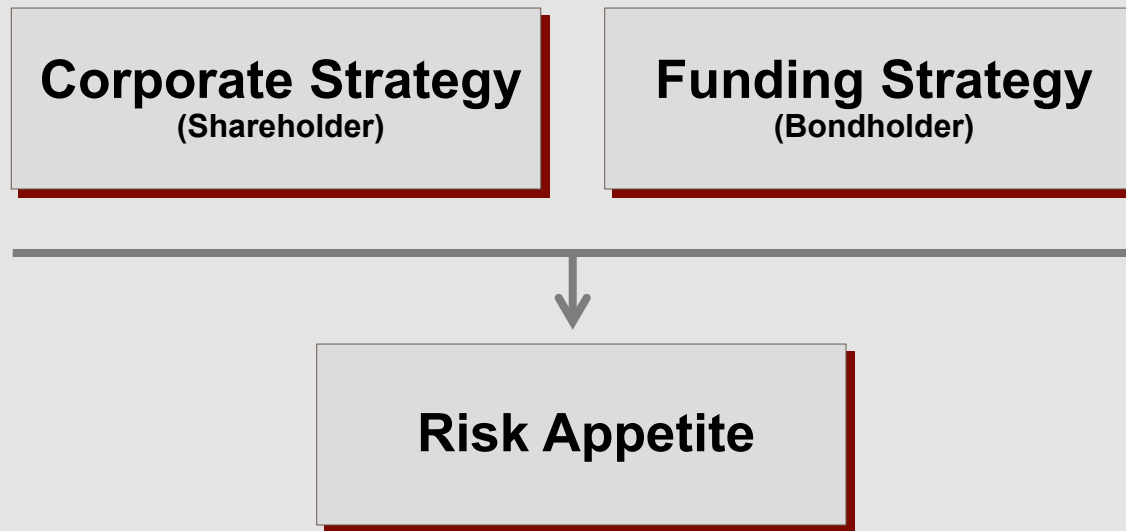 Corporate Strategy
(Shareholder)
Funding Strategy
(Bondholder)
Risk Appetite